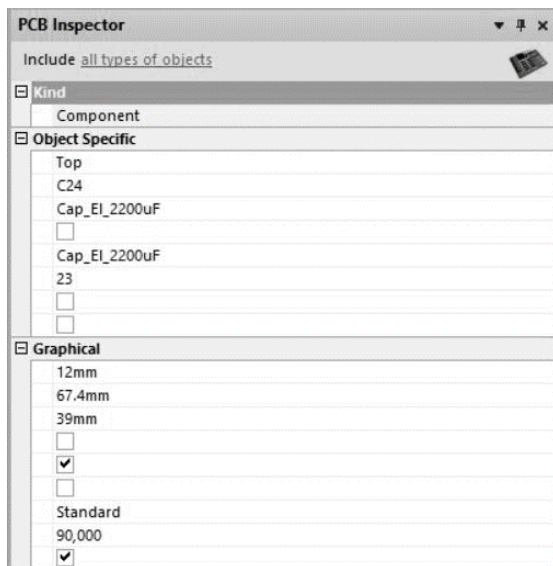 PCB Inspector
Include all types of objects
Kind
Component
Object Specific
Top
C24
Cap_El_2200uF
Cap_El_2200uF
23
Graphical
12mm
67.4mm
39mm
Standard
90,000